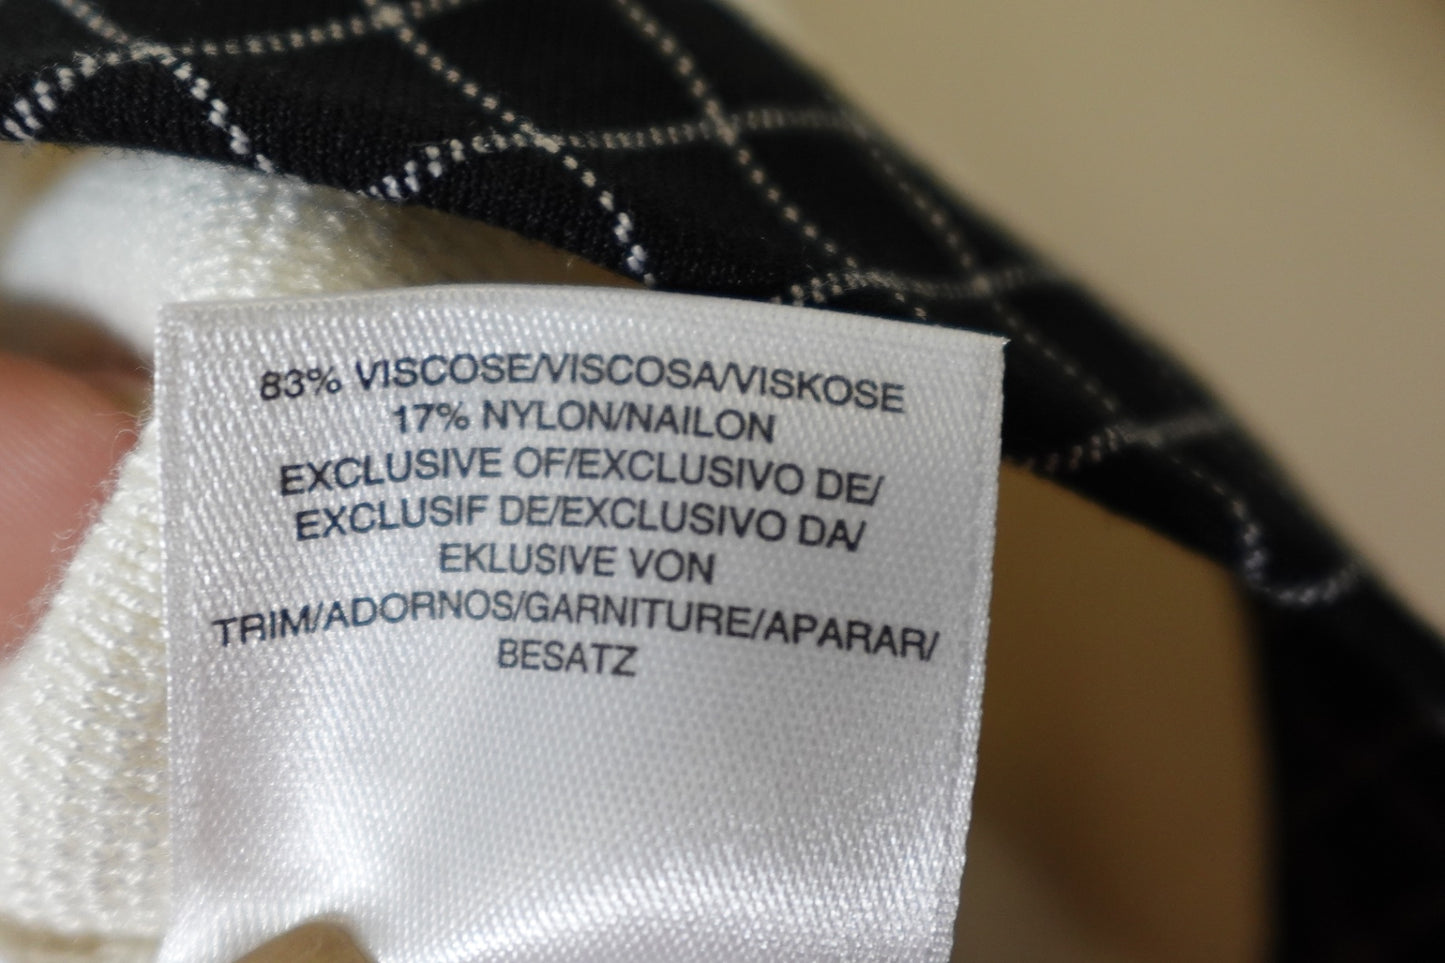 83% VISCOSE/VISCOSA/VISKOSE
17% NYLON/NAILON
EXCLUSIVE OF/EXCLUSIVO DE/
EXCLUSIF DE/EXCLUSIVO DA/
EKLUSIVE VON
TRIM/ADORNOS/GARNITURE/APARAR/
BESATZ